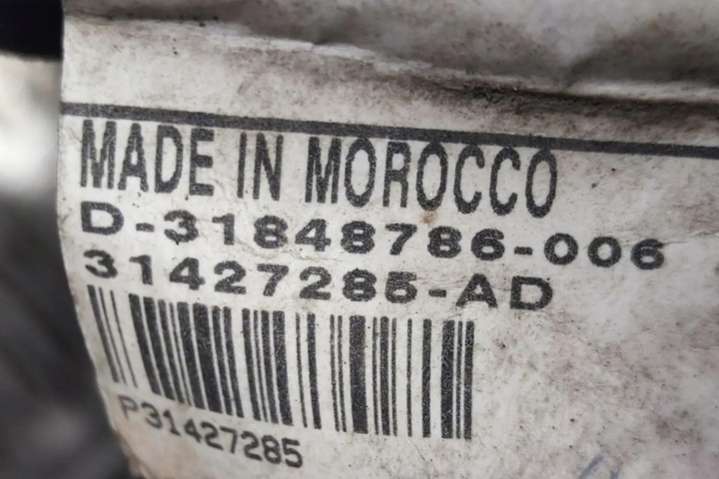 MADE IN MOROCCO
D-31848786-006
31427285-AD
P31427285